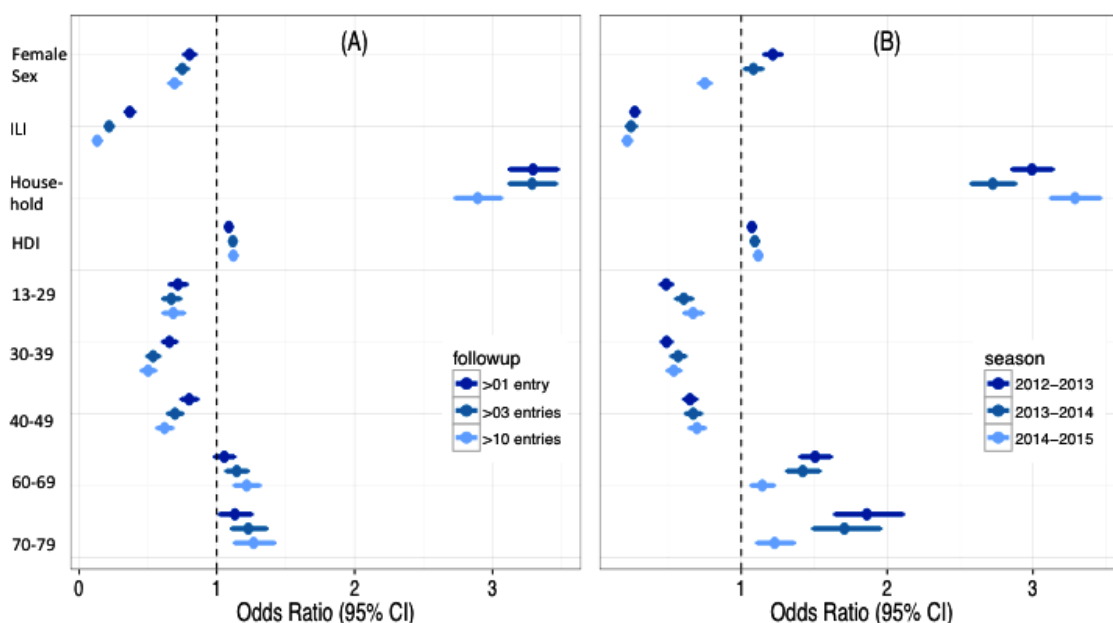 (A)
(B)
Female
Sex
ILI
House-
hold
HDI
13-29
30-39
40-49
60-69
70-79
followup
>01 entry
>03 entries
>10 entries
season
2012−2013
2013−2014
2014−2015
0 1 2 3
1 2 3
Odds Ratio (95% CI)
Odds Ratio (95% CI)